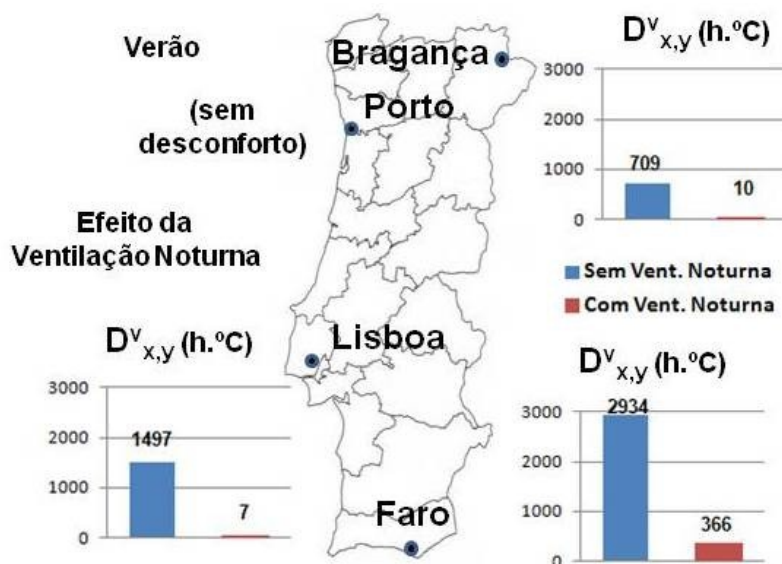 Verão
(sem
desconforto)
Efeito da
Ventilação Noturna
Bragança
Porto
Lisboa
Faro
Dᵛx,y (h.ºC)
3000
2000
1000
0
709
10
Sem Vent. Noturna
Com Vent. Noturna
Dᵛx,y (h.ºC)
3000
2000
1000
0
1497
7
Dᵛx,y (h.ºC)
3000
2000
1000
0
2934
366